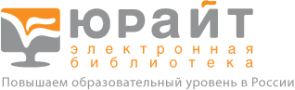 ЮРАЙТ
электронная
библиотека
Повышаем образовательный уровень в России